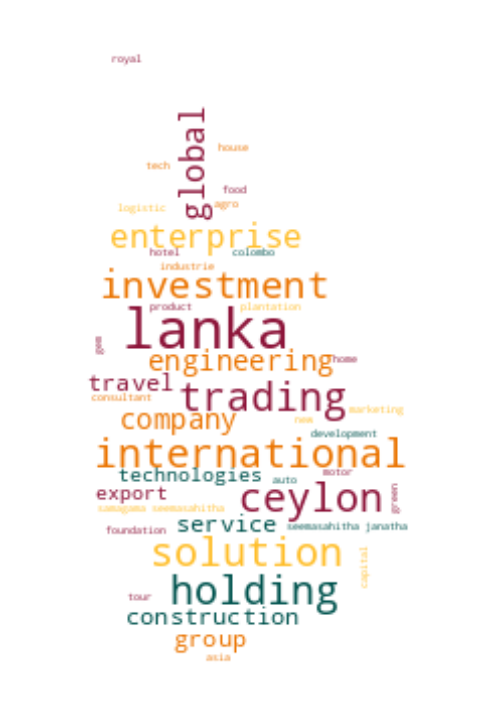 royal
global
house
tech
food
logistic
agro
enterprise
hotel
colombo
industrie
investment
product
plantation
lanka
gem
engineering
home
travel
trading
consultant
marketing
company
new
development
international
technologies
auto
motor
export
ceylon
green
samagama seemasahitha
service
seemasahitha janatha
foundation
solution
capital
holding
tour
construction
group
asia